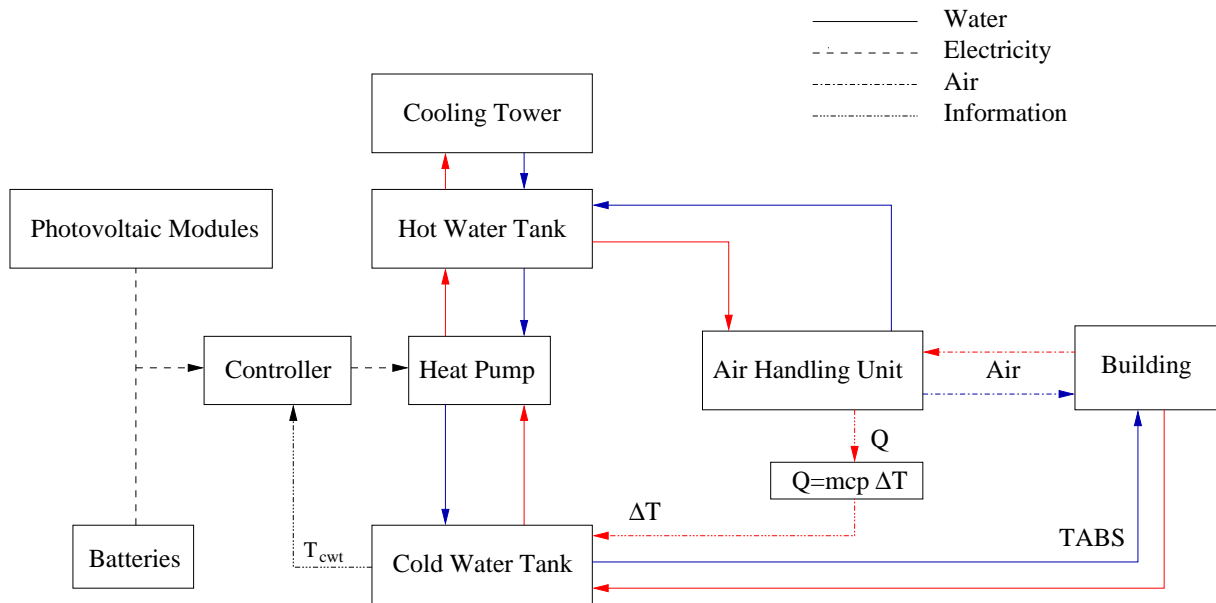 Water
Electricity
Air
Information
Cooling Tower
Photovoltaic Modules
Hot Water Tank
Controller
Heat Pump
Air Handling Unit
Air
Building
Q
Q=mcp ΔT
ΔT
TABS
Batteries
T_cwt
Cold Water Tank